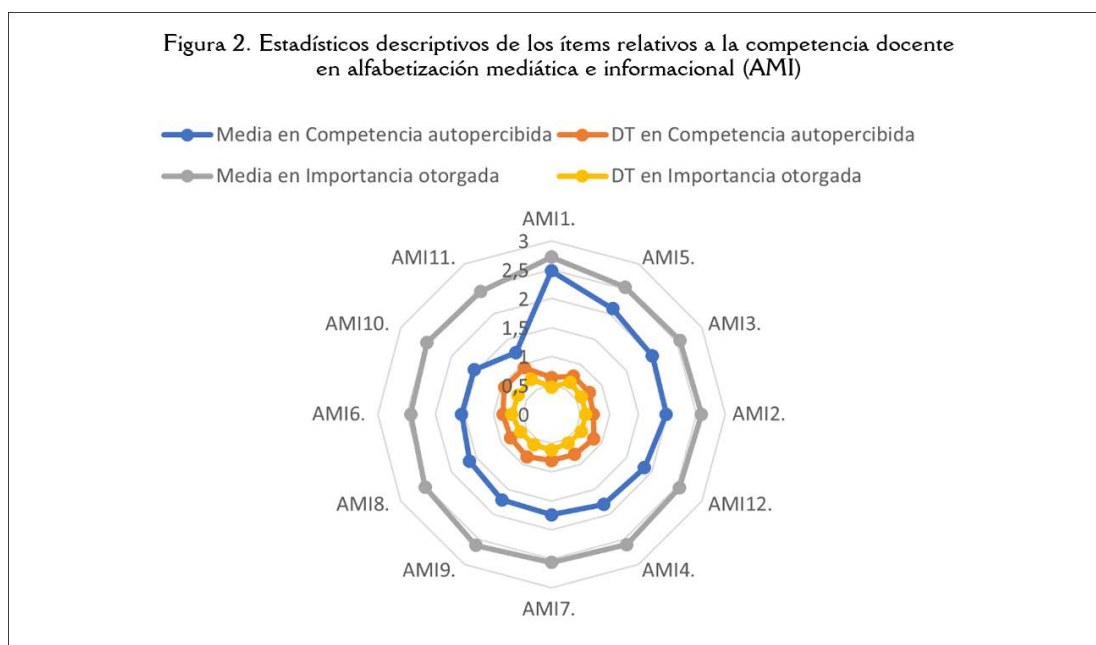 Figura 2. Estadísticos descriptivos de los ítems relativos a la competencia docente
en alfabetización mediática e informacional (AMI)
Media en Competencia autopercibida
DT en Competencia autopercibida
Media en Importancia otorgada
DT en Importancia otorgada
AMI1.
AMI11.
AMI5.
AMI10.
AMI3.
AMI6.
AMI2.
AMI8.
AMI12.
AMI9.
AMI4.
AMI7.
3
2,5
2
1,5
1
0,5
0